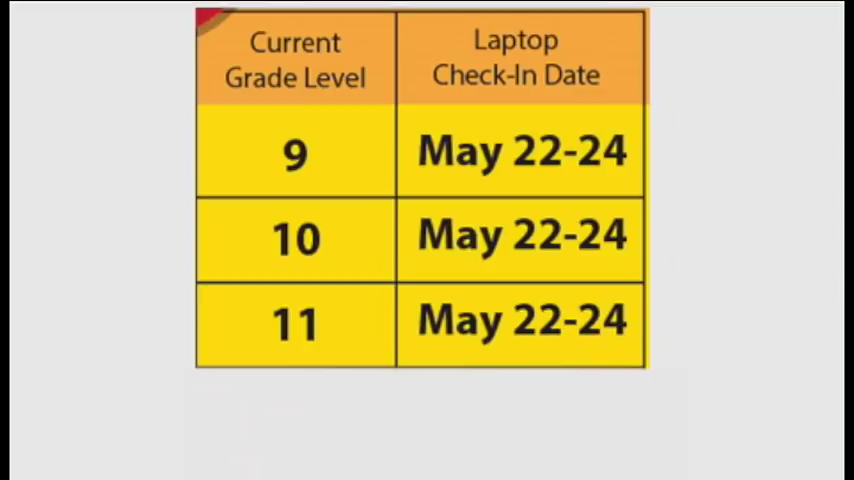 Current
Grade Level
Laptop
Check-In Date
9
May 22-24
10
May 22-24
11
May 22-24